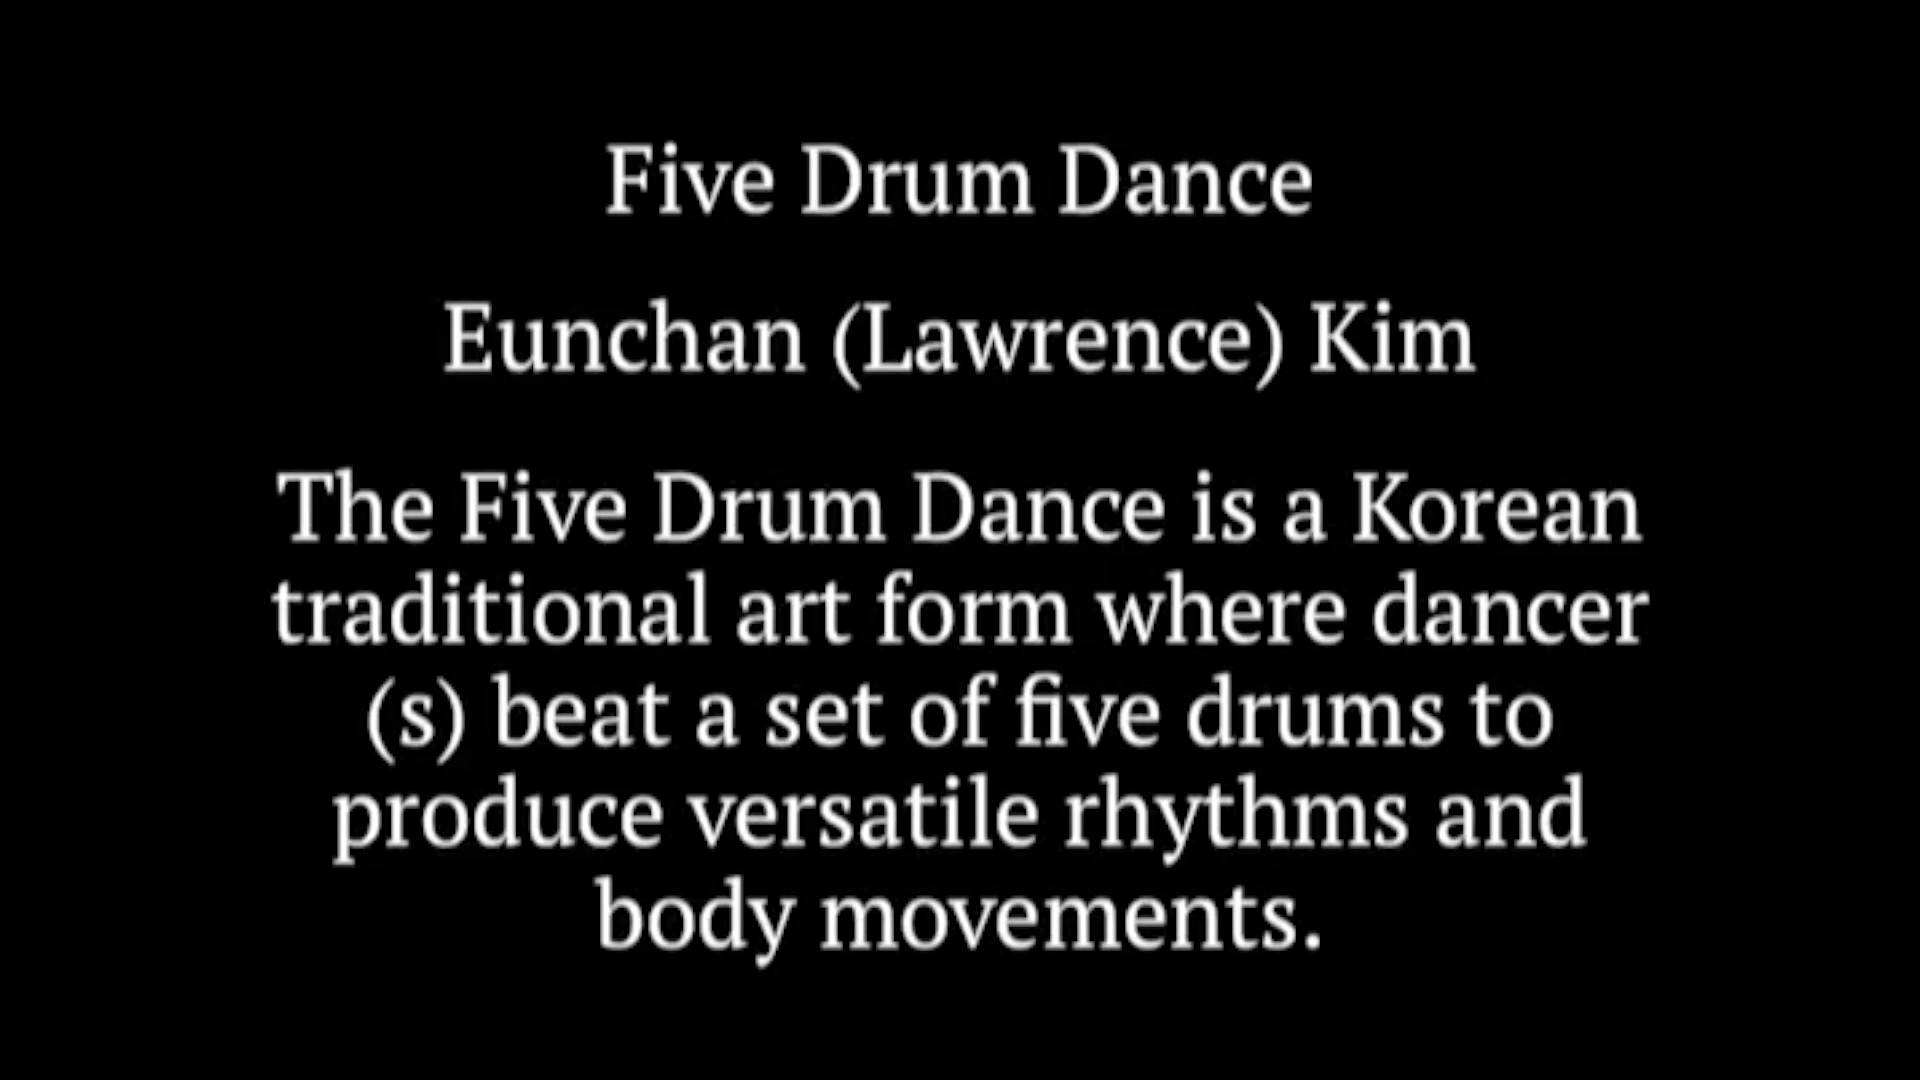 Five Drum Dance
Eunchan (Lawrence) Kim
The Five Drum Dance is a Korean
traditional art form where dancer
(s) beat a set of five drums to
produce versatile rhythms and
body movements.